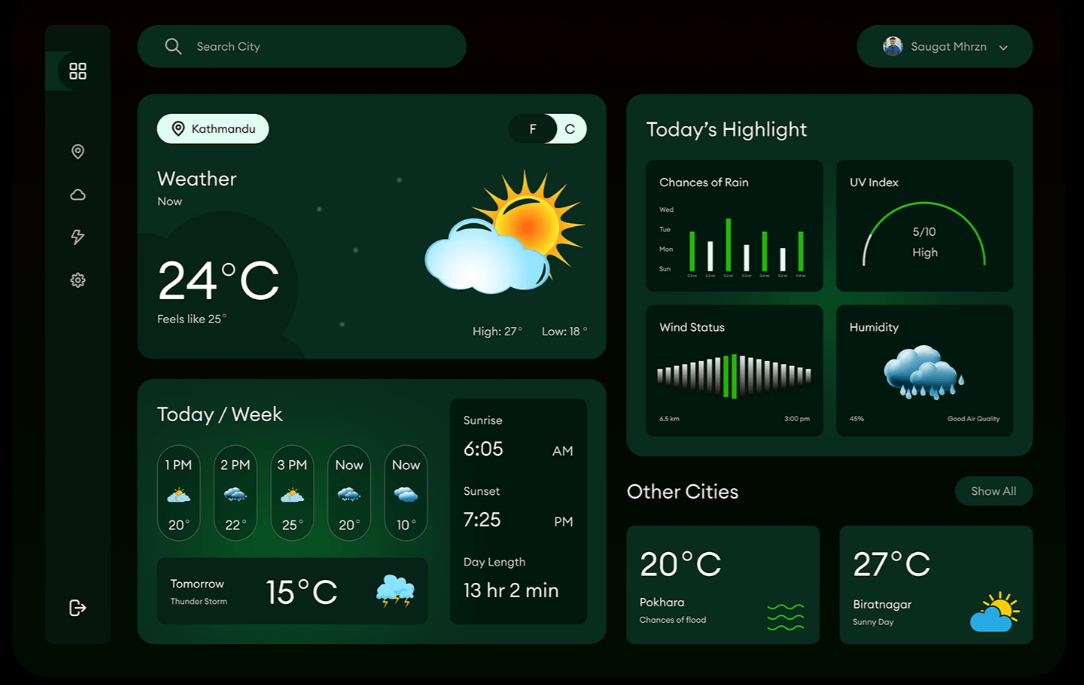 Search City
Saugat Mhrzn
Kathmandu
F C
Weather
Now
24°C
Feels like 25°
High: 27° Low: 18°
Today's Highlight
Chances of Rain
Wed
Tue
Mon
Sun
UV Index
5/10
High
Wind Status
6.5 km 3:00 pm
Humidity
45% Good Air Quality
Today / Week
1 PM 2 PM 3 PM Now Now
20° 22° 25° 20° 10°
Tomorrow
Thunder Storm
15°C
Sunrise
6:05 AM
Sunset
7:25 PM
Day Length
13 hr 2 min
Other Cities
Show All
20°C
Pokhara
Chances of flood
27°C
Biratnagar
Sunny Day